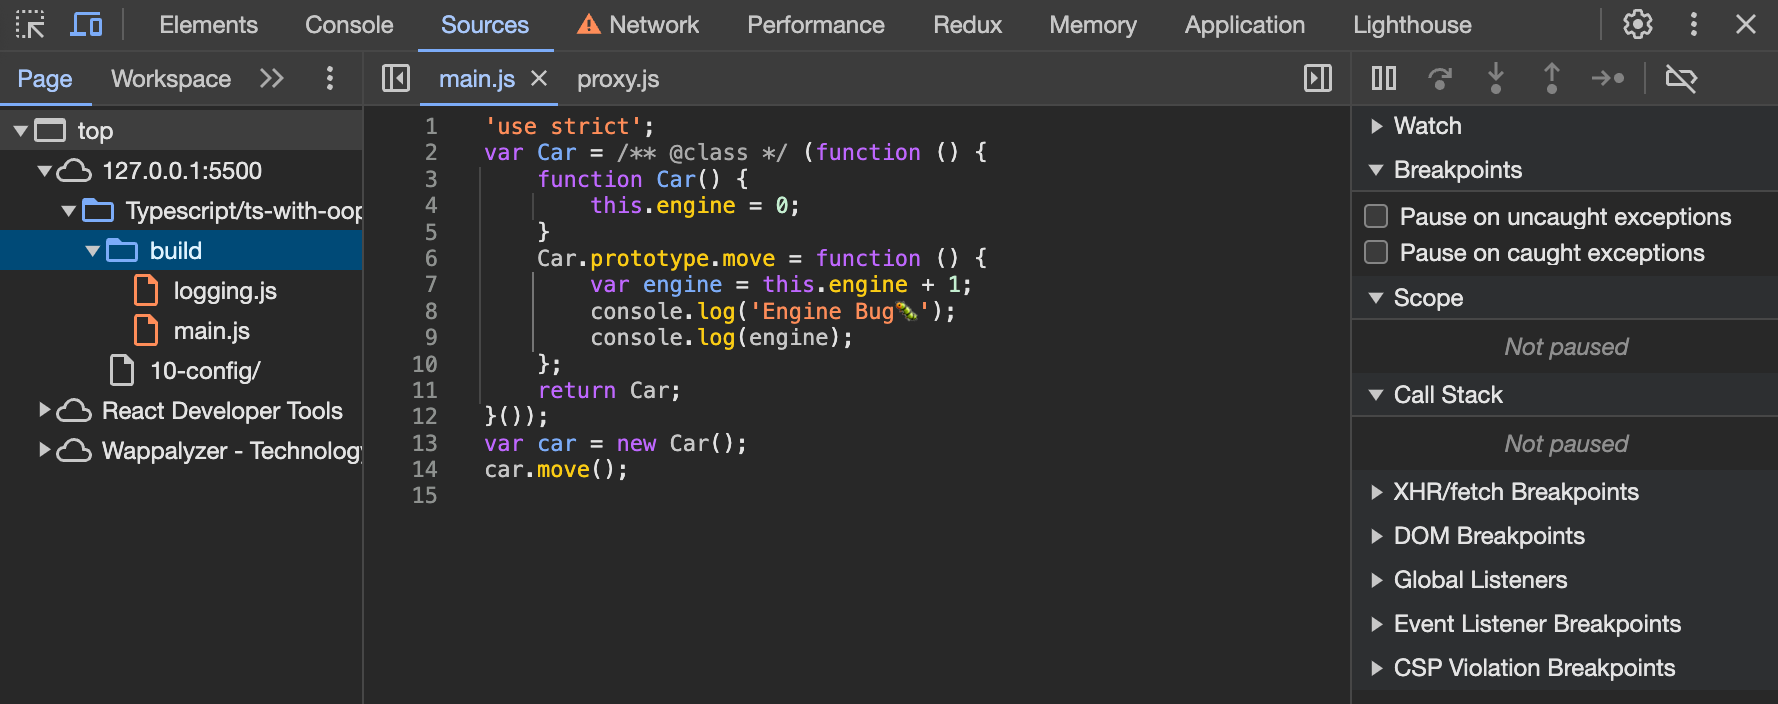 Elements Console Sources Network Performance Redux Memory Application Lighthouse
Page Workspace
main.js proxy.js
top
127.0.0.1:5500
Typescript/ts-with-oop
build
logging.js
main.js
10-config/
React Developer Tools
Wappalyzer - Technology
1 'use strict';
2 var Car = /** @class */ (function () {
3 function Car() {
4 this.engine = 0;
5 }
6 Car.prototype.move = function () {
7 var engine = this.engine + 1;
8 console.log('Engine Bug🐛');
9 console.log(engine);
10 };
11 return Car;
12 }());
13 var car = new Car();
14 car.move();
15
Watch
Breakpoints
Pause on uncaught exceptions
Pause on caught exceptions
Scope
Not paused
Call Stack
Not paused
XHR/fetch Breakpoints
DOM Breakpoints
Global Listeners
Event Listener Breakpoints
CSP Violation Breakpoints